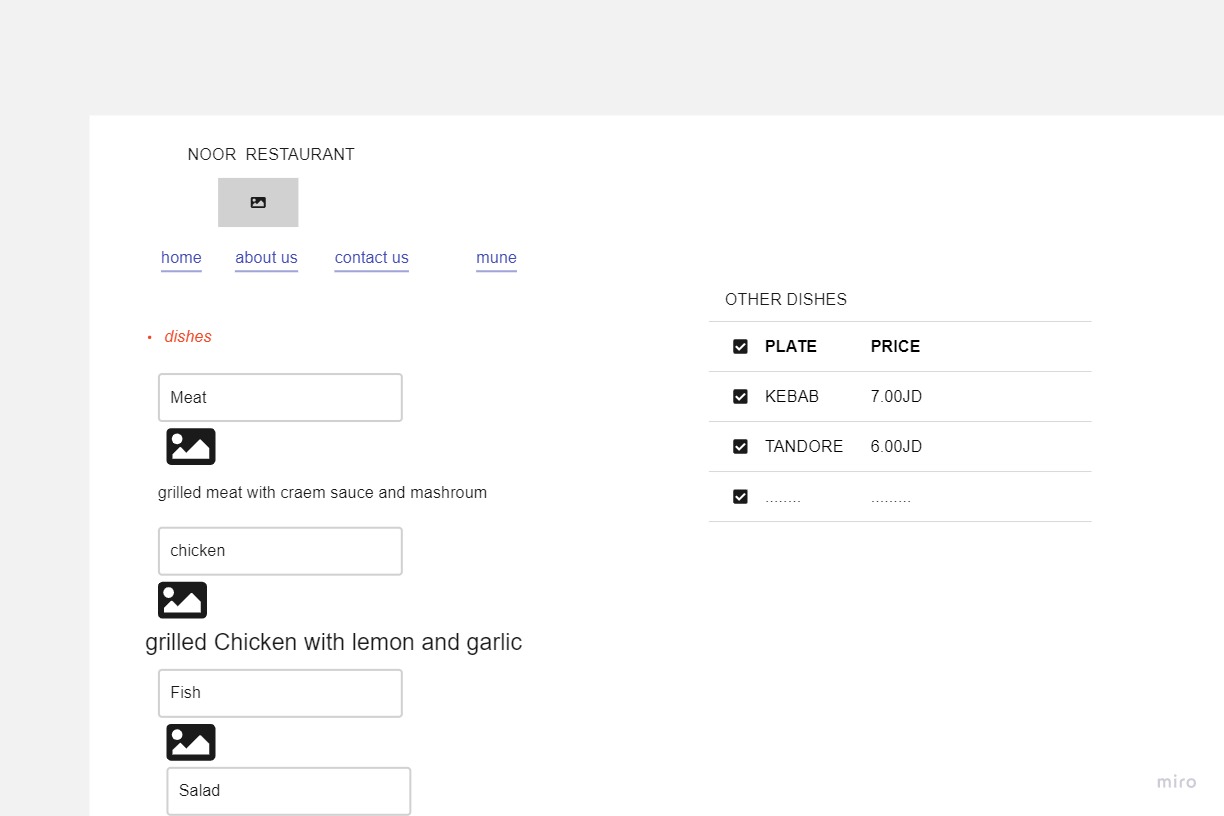 NOOR RESTAURANT
home about us contact us mune
• dishes
Meat
grilled meat with craem sauce and mashroum
chicken
grilled Chicken with lemon and garlic
Fish
Salad
OTHER DISHES
PLATE PRICE
KEBAB 7.00JD
TANDORE 6.00JD
........ .........
miro